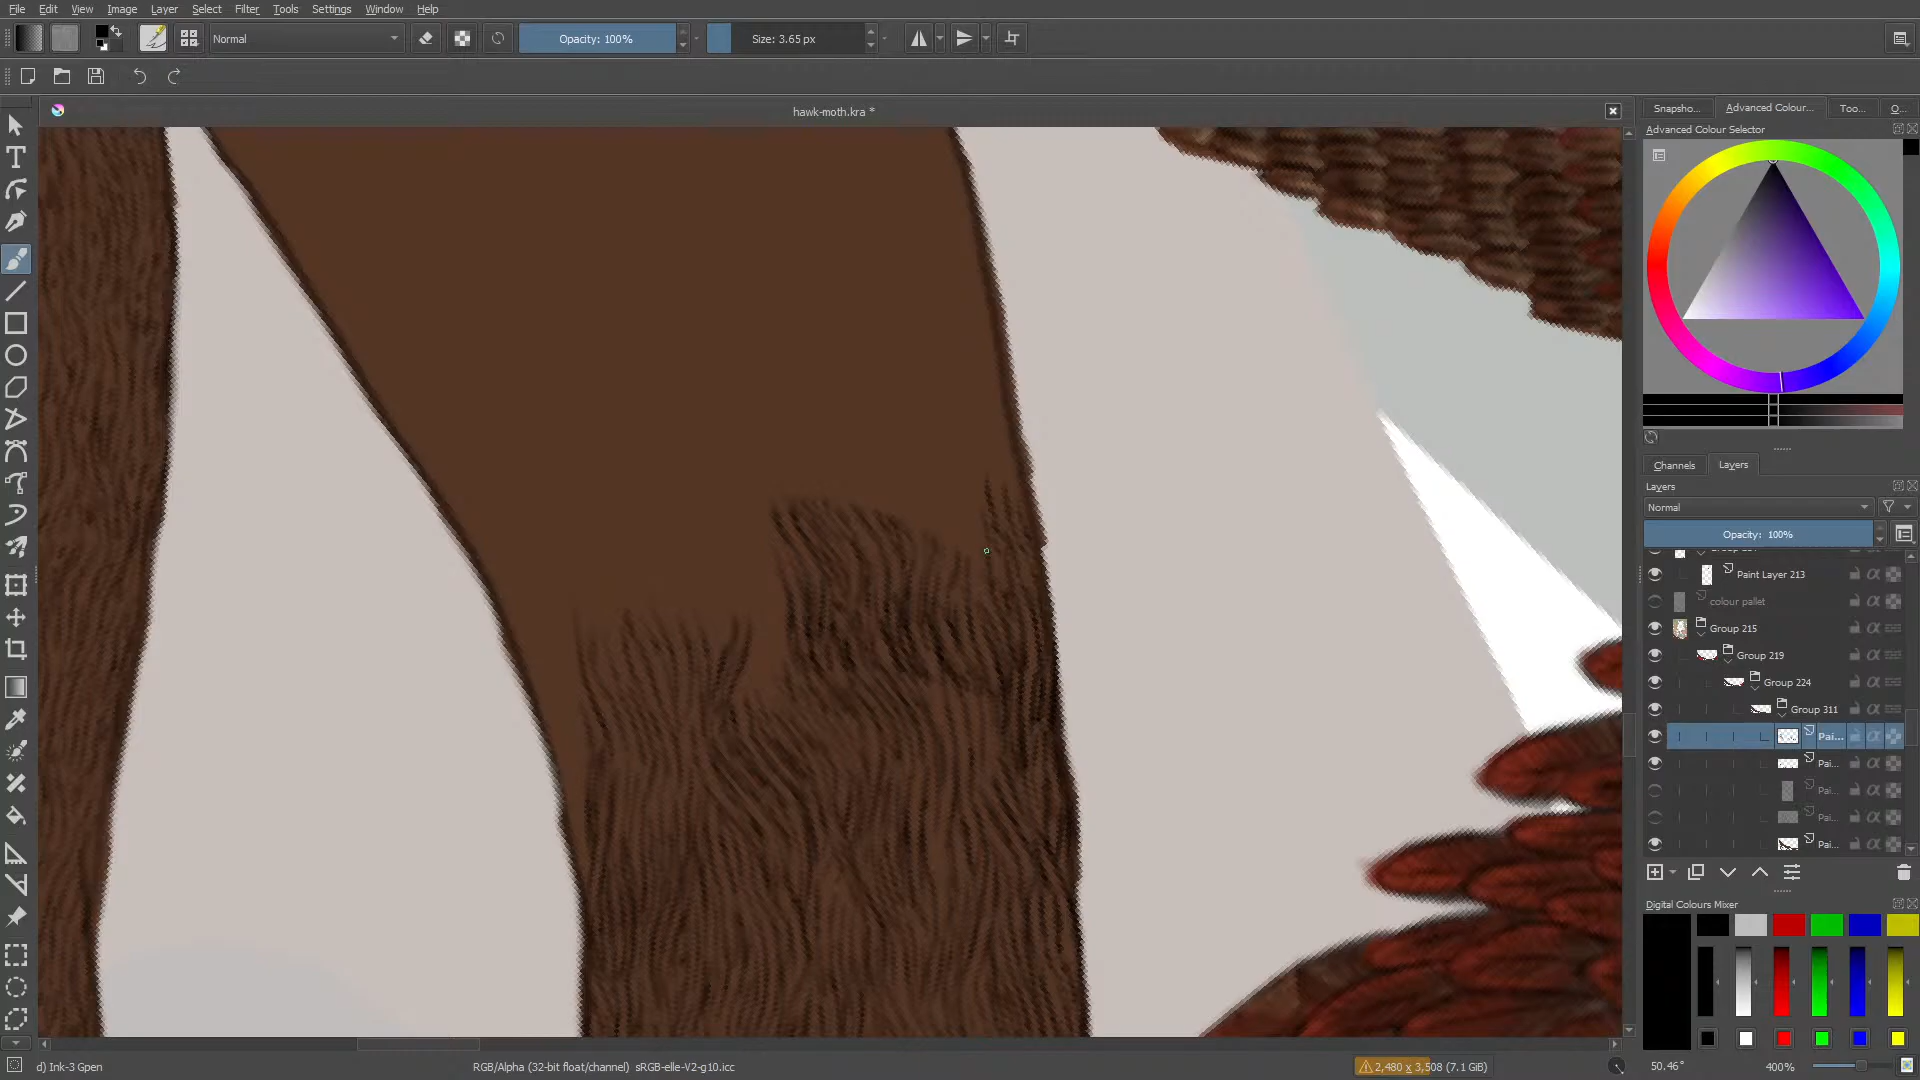 File Edit View Image Layer Select Filter Tools Settings Window Help
Normal Opacity: 100% Size: 3.65 px
hawk-moth.kra *
Snapsho... Advanced Colour... Too... O...
Advanced Colour Selector
Channels Layers
Layers
Normal
Opacity: 100%
Paint Layer 213
colour pallet
Group 215
Group 219
Group 224
Group 311
Pai...
Pai...
Pai...
Pai...
Pai...
Digital Colours Mixer
d) Ink-3 Gpen RGB/Alpha (32-bit float/channel) sRGB-elle-V2-g10.icc 2,480 x 3,508 (7.1 GiB) 50.46° 400%